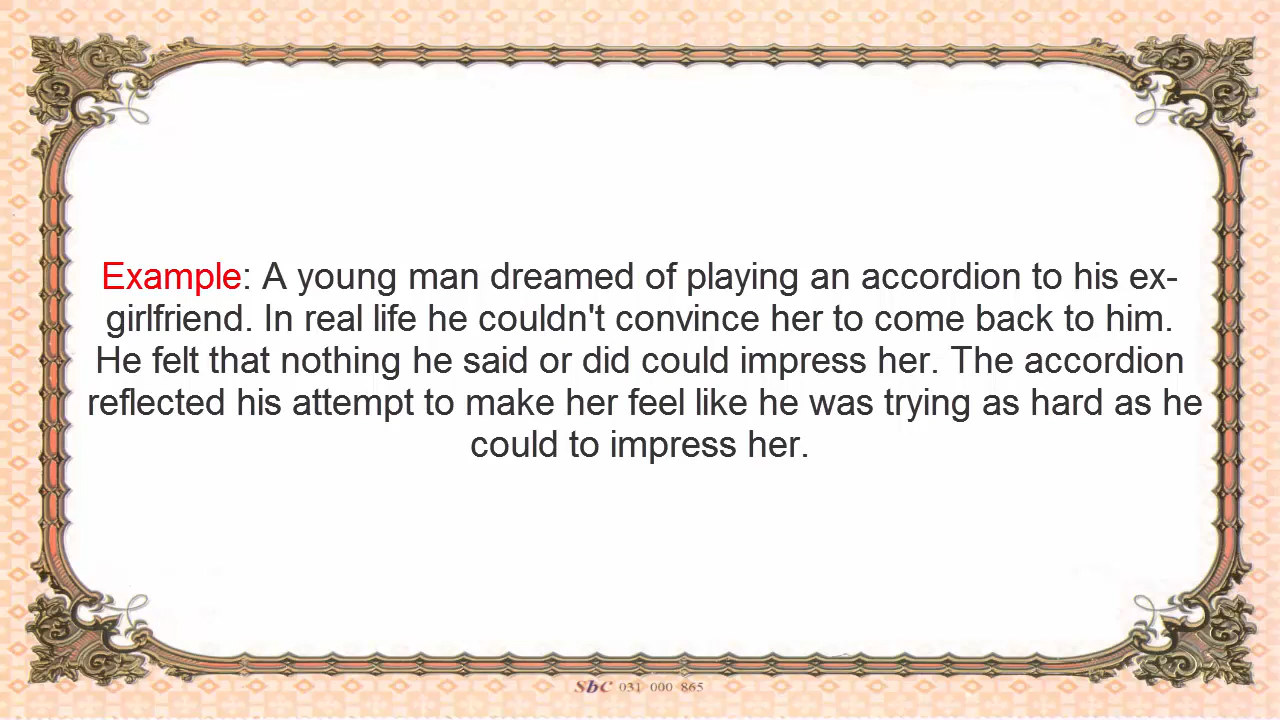 Example: A young man dreamed of playing an accordion to his ex-
girlfriend. In real life he couldn't convince her to come back to him.
He felt that nothing he said or did could impress her. The accordion
reflected his attempt to make her feel like he was trying as hard as he
could to impress her.
SbC 031 000 865